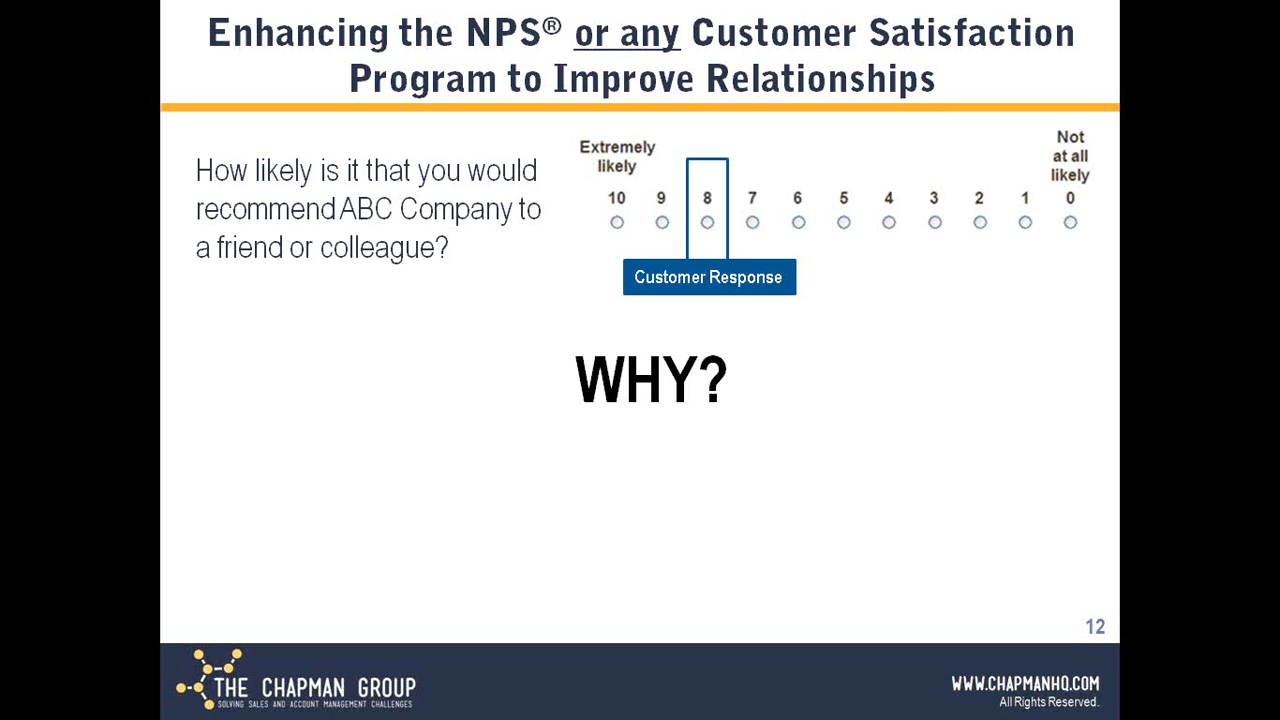 Enhancing the NPS® or any Customer Satisfaction
Program to Improve Relationships
How likely is it that you would
recommend ABC Company to
a friend or colleague?
Extremely
likely
Not
at all
likely
10 9 8 7 6 5 4 3 2 1 0
Customer Response
WHY?
12
THE CHAPMAN GROUP
SOLVING SALES AND ACCOUNT MANAGEMENT CHALLENGES
WWW.CHAPMANHQ.COM
All Rights Reserved.